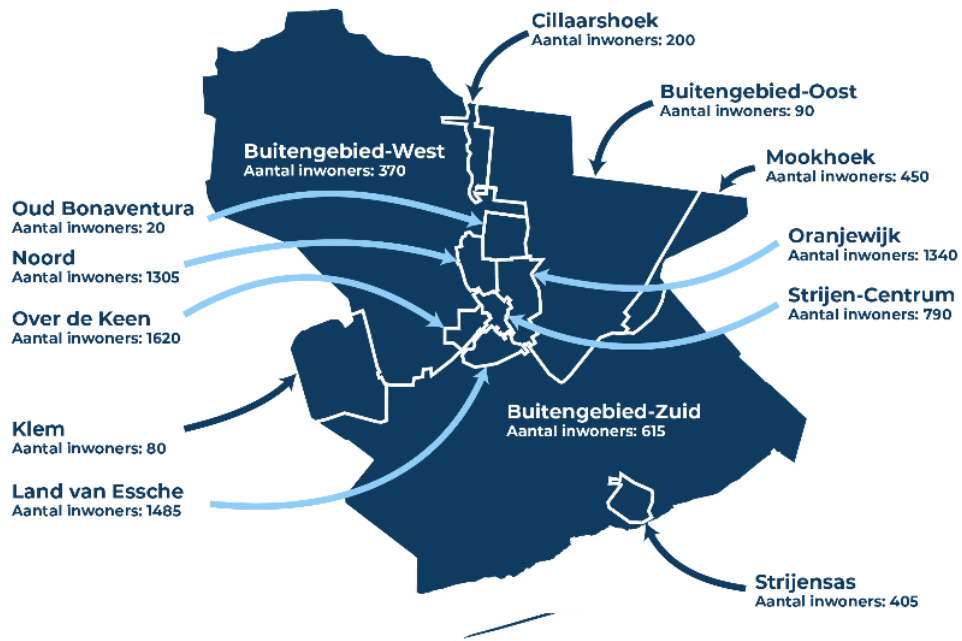 Cillaarshoek
Aantal inwoners: 200
Buitengebied-Oost
Aantal inwoners: 90
Buitengebied-West
Aantal inwoners: 370
Mookhoek
Aantal inwoners: 450
Oud Bonaventura
Aantal inwoners: 20
Noord
Aantal inwoners: 1305
Oranjewijk
Aantal inwoners: 1340
Over de Keen
Aantal inwoners: 1620
Strijen-Centrum
Aantal inwoners: 790
Klem
Aantal inwoners: 80
Buitengebied-Zuid
Aantal inwoners: 615
Land van Essche
Aantal inwoners: 1485
Strijensas
Aantal inwoners: 405